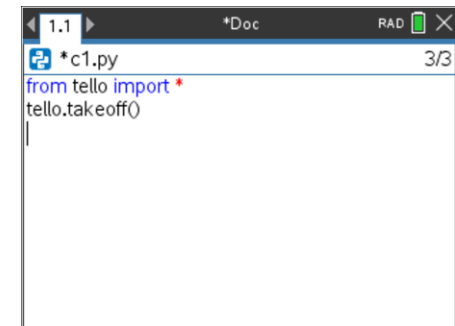 1.1 *Doc RAD
*c1.py 3/3
from tello import *
tello.takeoff()